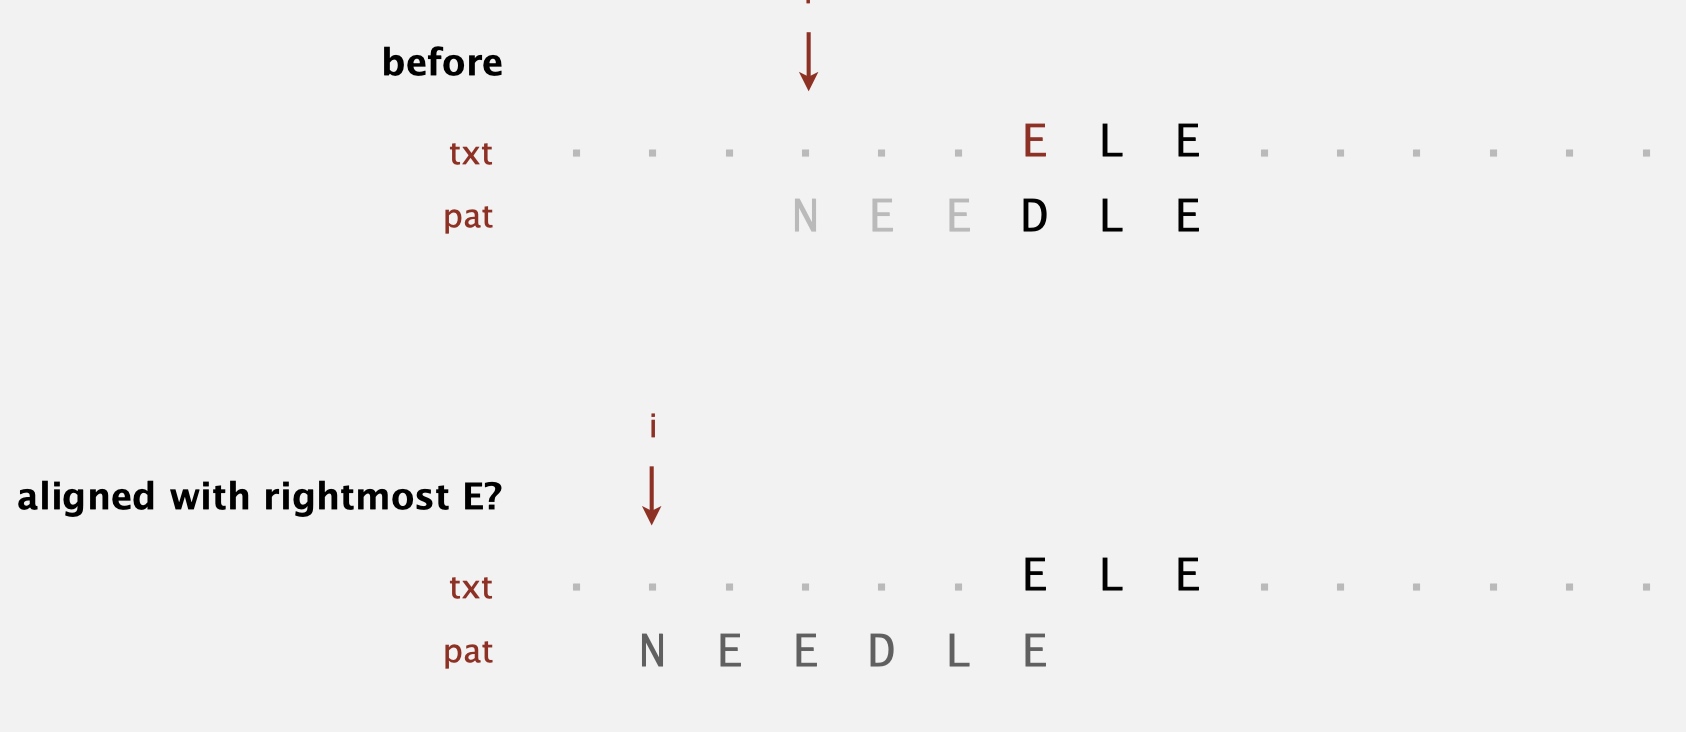 before
txt . . . . . . E L E . . . . . .
pat N E E D L E
i
aligned with rightmost E?
txt . . . . . . E L E . . . . . .
pat N E E D L E